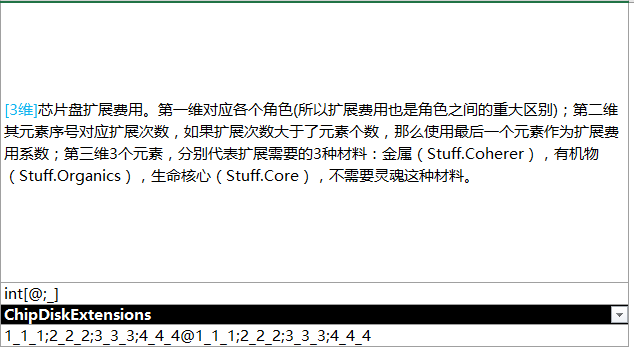 [3维]芯片盘扩展费用。第一维对应各个角色(所以扩展费用也是角色之间的重大区别)；第二维
其元素序号对应扩展次数，如果扩展次数大于了元素个数，那么使用最后一个元素作为扩展费
用系数；第三维3个元素，分别代表扩展需要的3种材料：金属（Stuff.Coherer），有机物
（Stuff.Organics），生命核心（Stuff.Core），不需要灵魂这种材料。
int[@;_]
ChipDiskExtensions
1_1_1;2_2_2;3_3_3;4_4_4@1_1_1;2_2_2;3_3_3;4_4_4